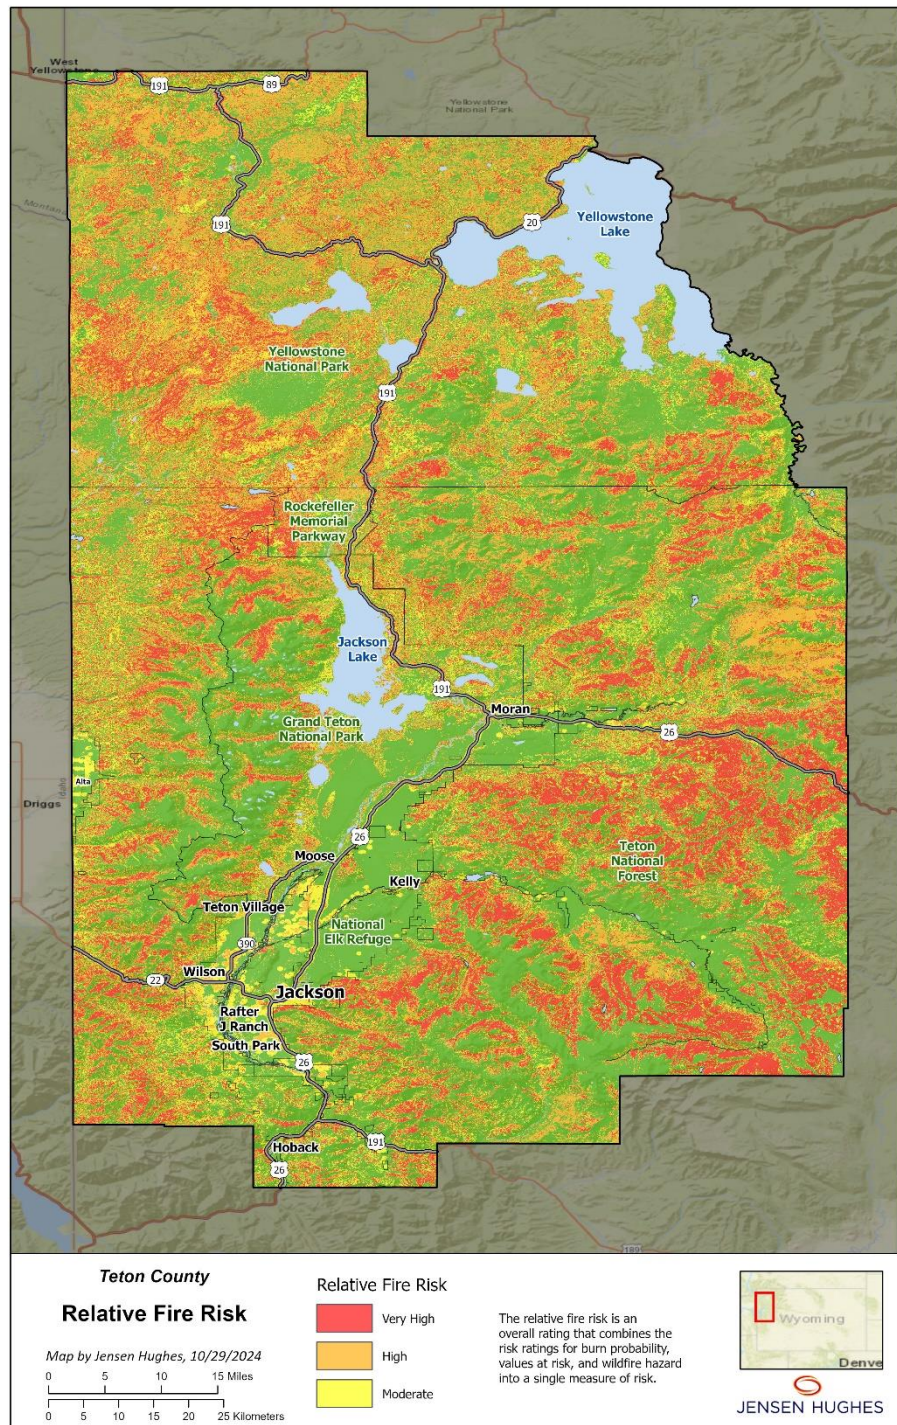 West
Yellowstone
191
89
Yellowstone
National Park
Montana
191
20
Yellowstone
Lake
Yellowstone
National Park
191
Rockefeller
Memorial
Parkway
Jackson
Lake
191
Moran
Grand Teton
National Park
26
Alta
Driggs
Idaho
26
Moose
Teton
National
Forest
Kelly
Teton Village
National
Elk Refuge
390
Wilson
22
Jackson
Rafter
J Ranch
South Park
26
Hoback
191
26
189
Teton County
Relative Fire Risk
Map by Jensen Hughes, 10/29/2024
0 5 10 15 Miles
0 5 10 15 20 25 Kilometers
Relative Fire Risk
Very High
High
Moderate
The relative fire risk is an
overall rating that combines the
risk ratings for burn probability,
values at risk, and wildfire hazard
into a single measure of risk.
Wyoming
Denve
JENSEN HUGHES